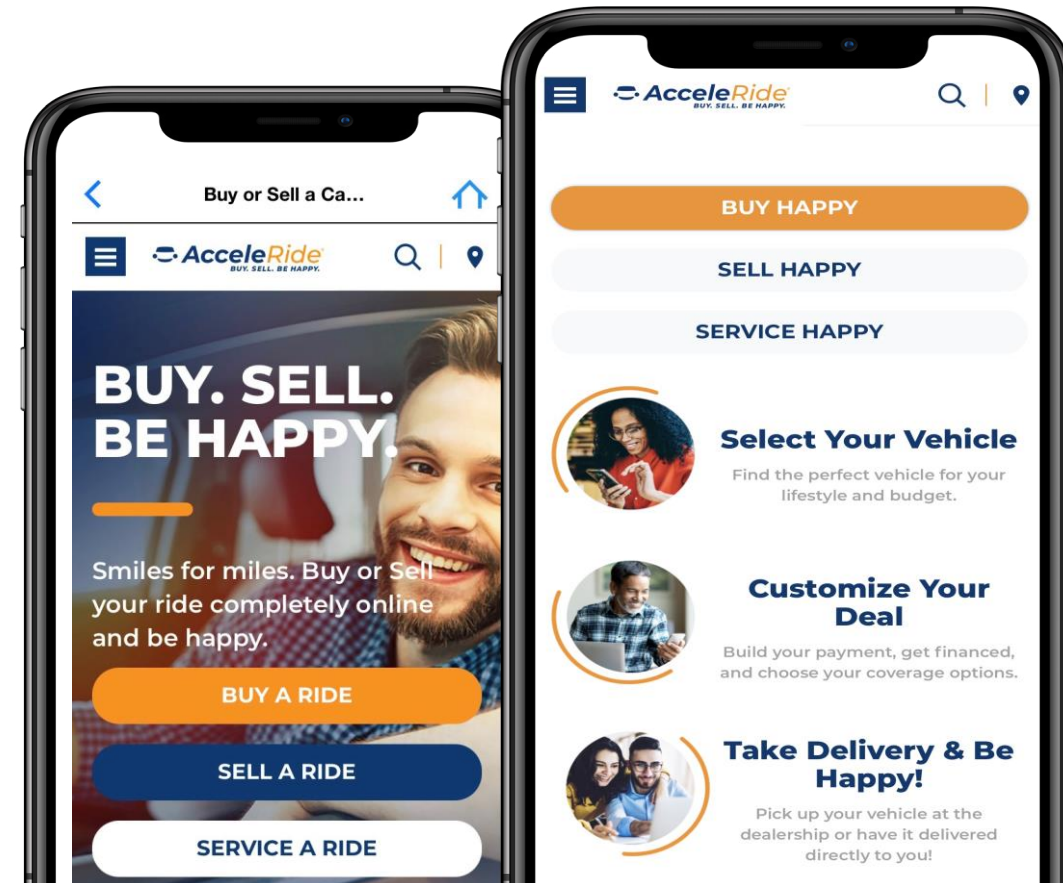 Buy or Sell a Ca...
AcceleRide®
BUY. SELL. BE HAPPY.
BUY. SELL.
BE HAPPY.
Smiles for miles. Buy or Sell
your ride completely online
and be happy.
BUY A RIDE
SELL A RIDE
SERVICE A RIDE
AcceleRide®
BUY. SELL. BE HAPPY.
BUY HAPPY
SELL HAPPY
SERVICE HAPPY
Select Your Vehicle
Find the perfect vehicle for your
lifestyle and budget.
Customize Your
Deal
Build your payment, get financed,
and choose your coverage options.
Take Delivery & Be
Happy!
Pick up your vehicle at the
dealership or have it delivered
directly to you!